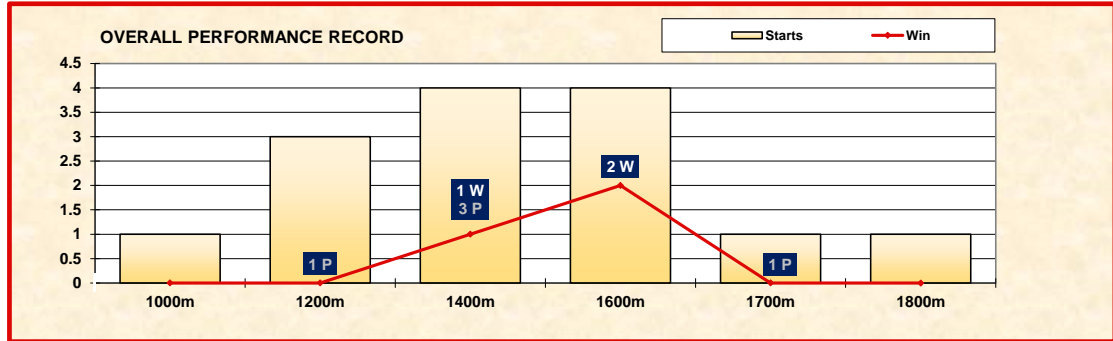 OVERALL PERFORMANCE RECORD
Starts
Win
4.5
4
3.5
3
2.5
2
1.5
1
0.5
0
1 P
1 W
3 P
2 W
1 P
1000m
1200m
1400m
1600m
1700m
1800m